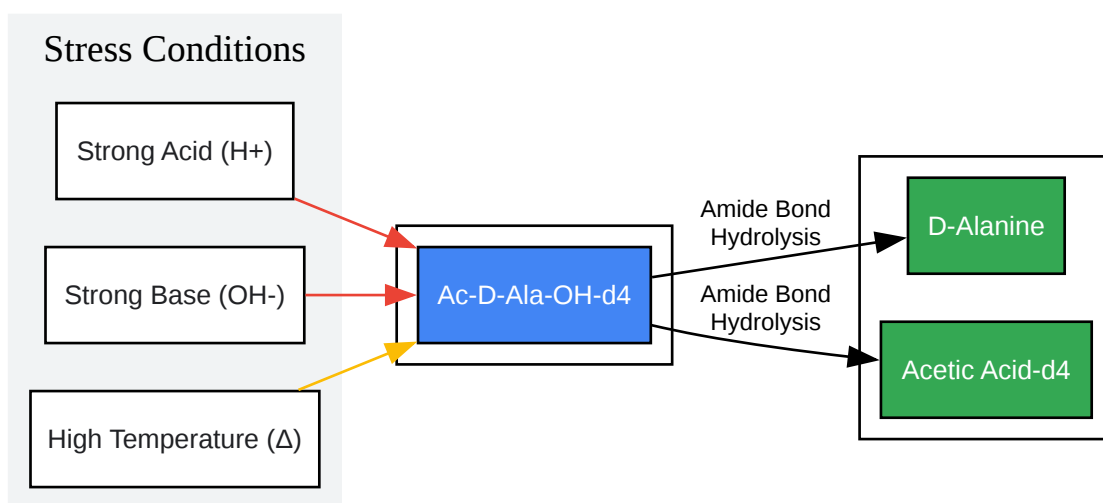 Stress Conditions
Strong Acid (H+)
Strong Base (OH-)
High Temperature (Δ)
Ac-D-Ala-OH-d4
Amide Bond
Hydrolysis
Amide Bond
Hydrolysis
D-Alanine
Acetic Acid-d4